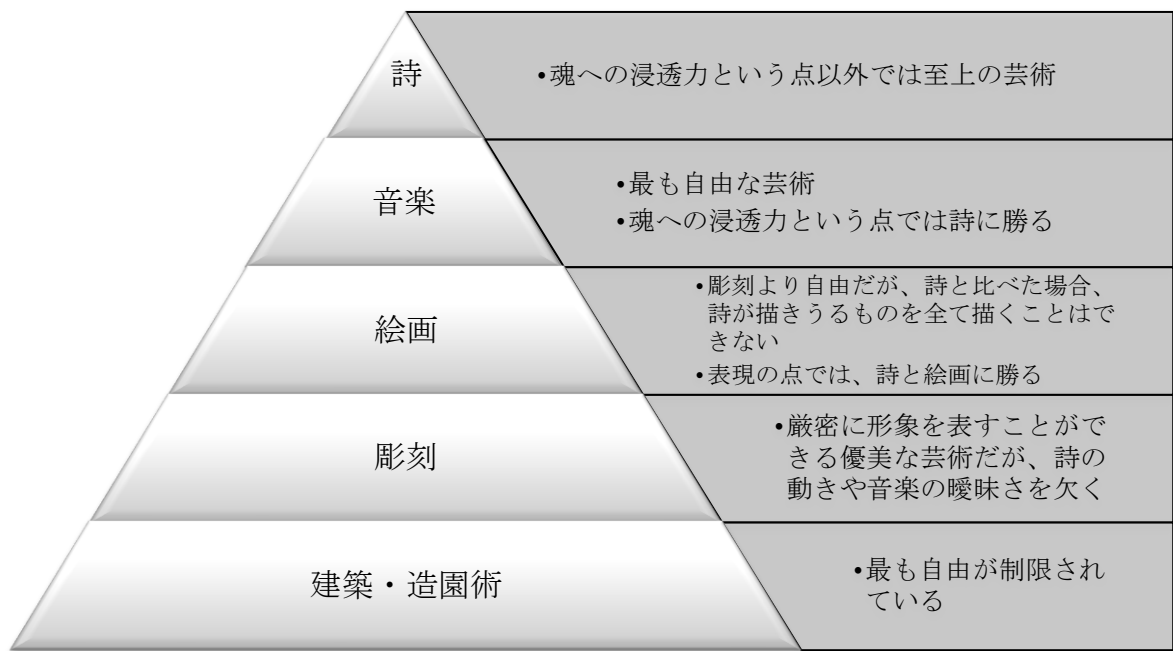 詩
•魂への浸透力という点以外では至上の芸術
音楽
•最も自由な芸術
•魂への浸透力という点では詩に勝る
絵画
•彫刻より自由だが、詩と比べた場合、
詩が描きうるものを全て描くことはで
きない
•表現の点では、詩と絵画に勝る
彫刻
•厳密に形象を表すことがで
きる優美な芸術だが、詩の
動きや音楽の曖昧さを欠く
建築・造園術
•最も自由が制限され
ている